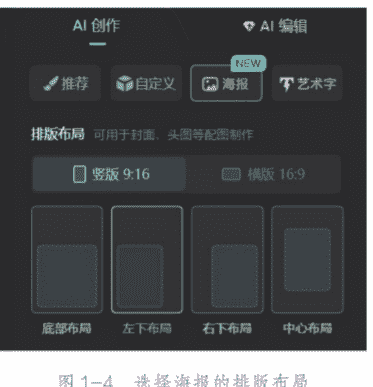 AI 创作 AI 编辑
NEW
推荐 自定义 海报 艺术字
排版布局 可用于封面、头图等配图制作
竖版 9:16 横版 16:9
底部布局 左下布局 右下布局 中心布局
图 1-4 选择海报的排版布局